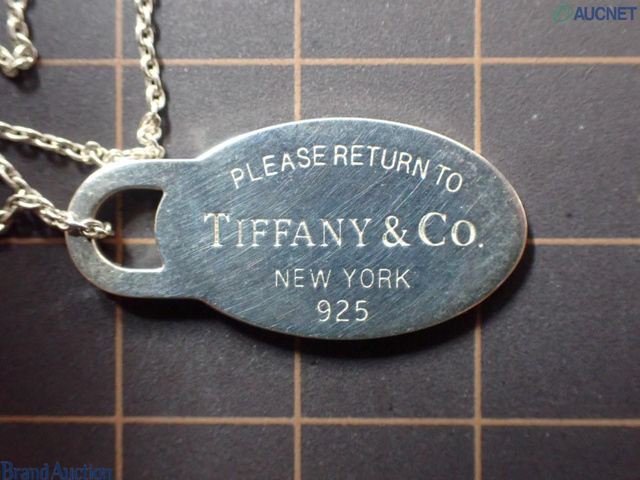 AUCNET
PLEASE RETURN TO
TIFFANY & CO.
NEW YORK
925
Brand Auction